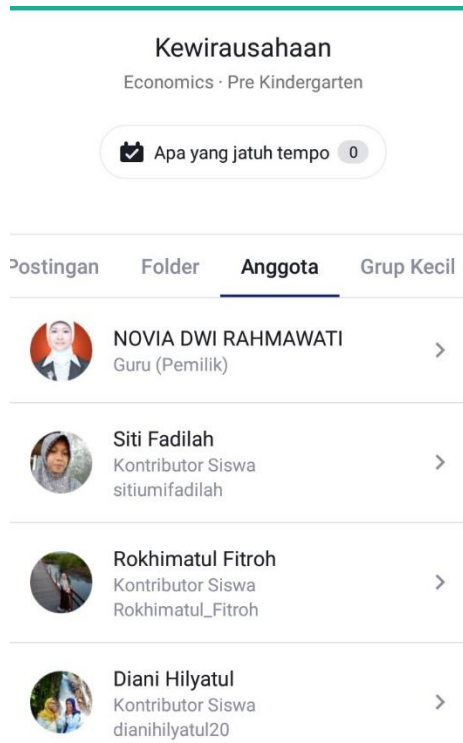 Kewirausahaan
Economics · Pre Kindergarten
Apa yang jatuh tempo 0
Postingan Folder Anggota Grup Kecil
NOVIA DWI RAHMAWATI
Guru (Pemilik)
Siti Fadilah
Kontributor Siswa
sitiumifadilah
Rokhimatul Fitroh
Kontributor Siswa
Rokhimatul_Fitroh
Diani Hilyatul
Kontributor Siswa
dianihilyatul20